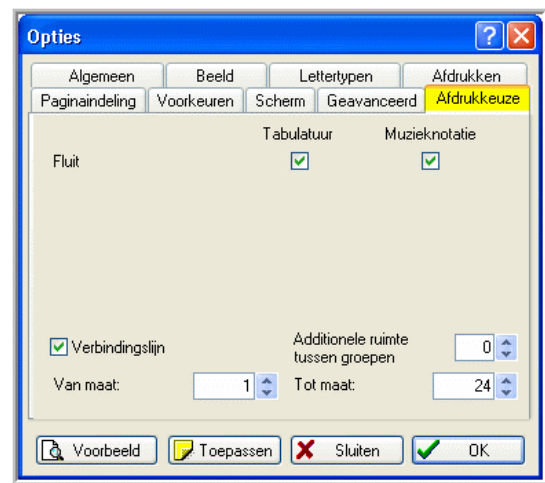 Opties
Algemeen Beeld Lettertypen Afdrukken
Paginaindeling Voorkeuren Scherm Geavanceerd Afdrukkeuze
Tabulatuur Muzieknotatie
Fluit
Verbindingslijn Additionele ruimte tussen groepen 0
Van maat: 1 Tot maat: 24
Voorbeeld Toepassen Sluiten OK